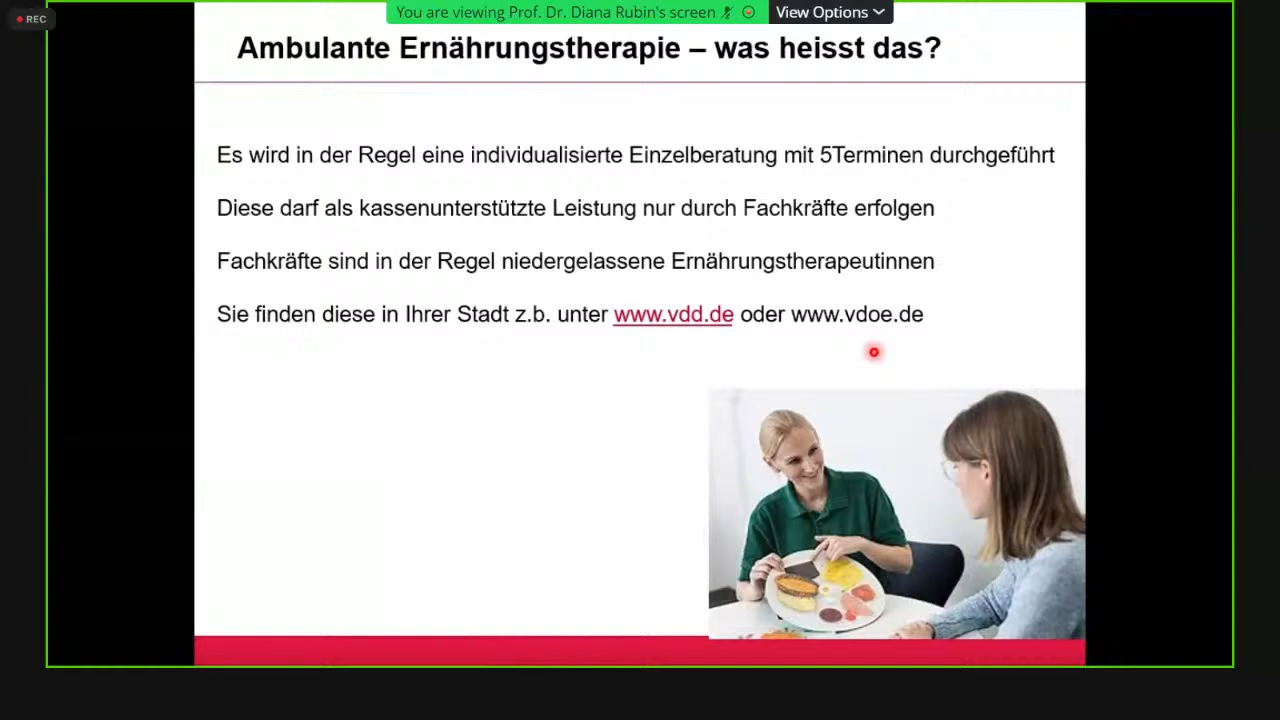 REC
You are viewing Prof. Dr. Diana Rubin's screen
View Options
Ambulante Ernährungstherapie – was heisst das?
Es wird in der Regel eine individualisierte Einzelberatung mit 5Terminen durchgeführt
Diese darf als kassenunterstützte Leistung nur durch Fachkräfte erfolgen
Fachkräfte sind in der Regel niedergelassene Ernährungstherapeutinnen
Sie finden diese in Ihrer Stadt z.b. unter www.vdd.de oder www.vdoe.de